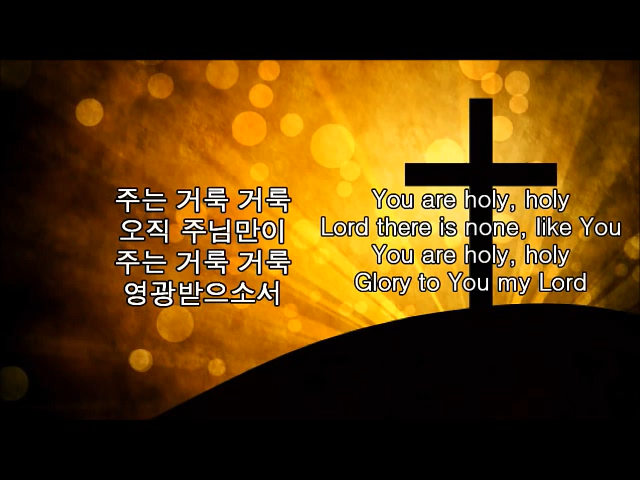 주는 거룩 거룩
오직 주님만이
주는 거룩 거룩
영광받으소서
You are holy, holy
Lord there is none, like You
You are holy, holy
Glory to You my Lord